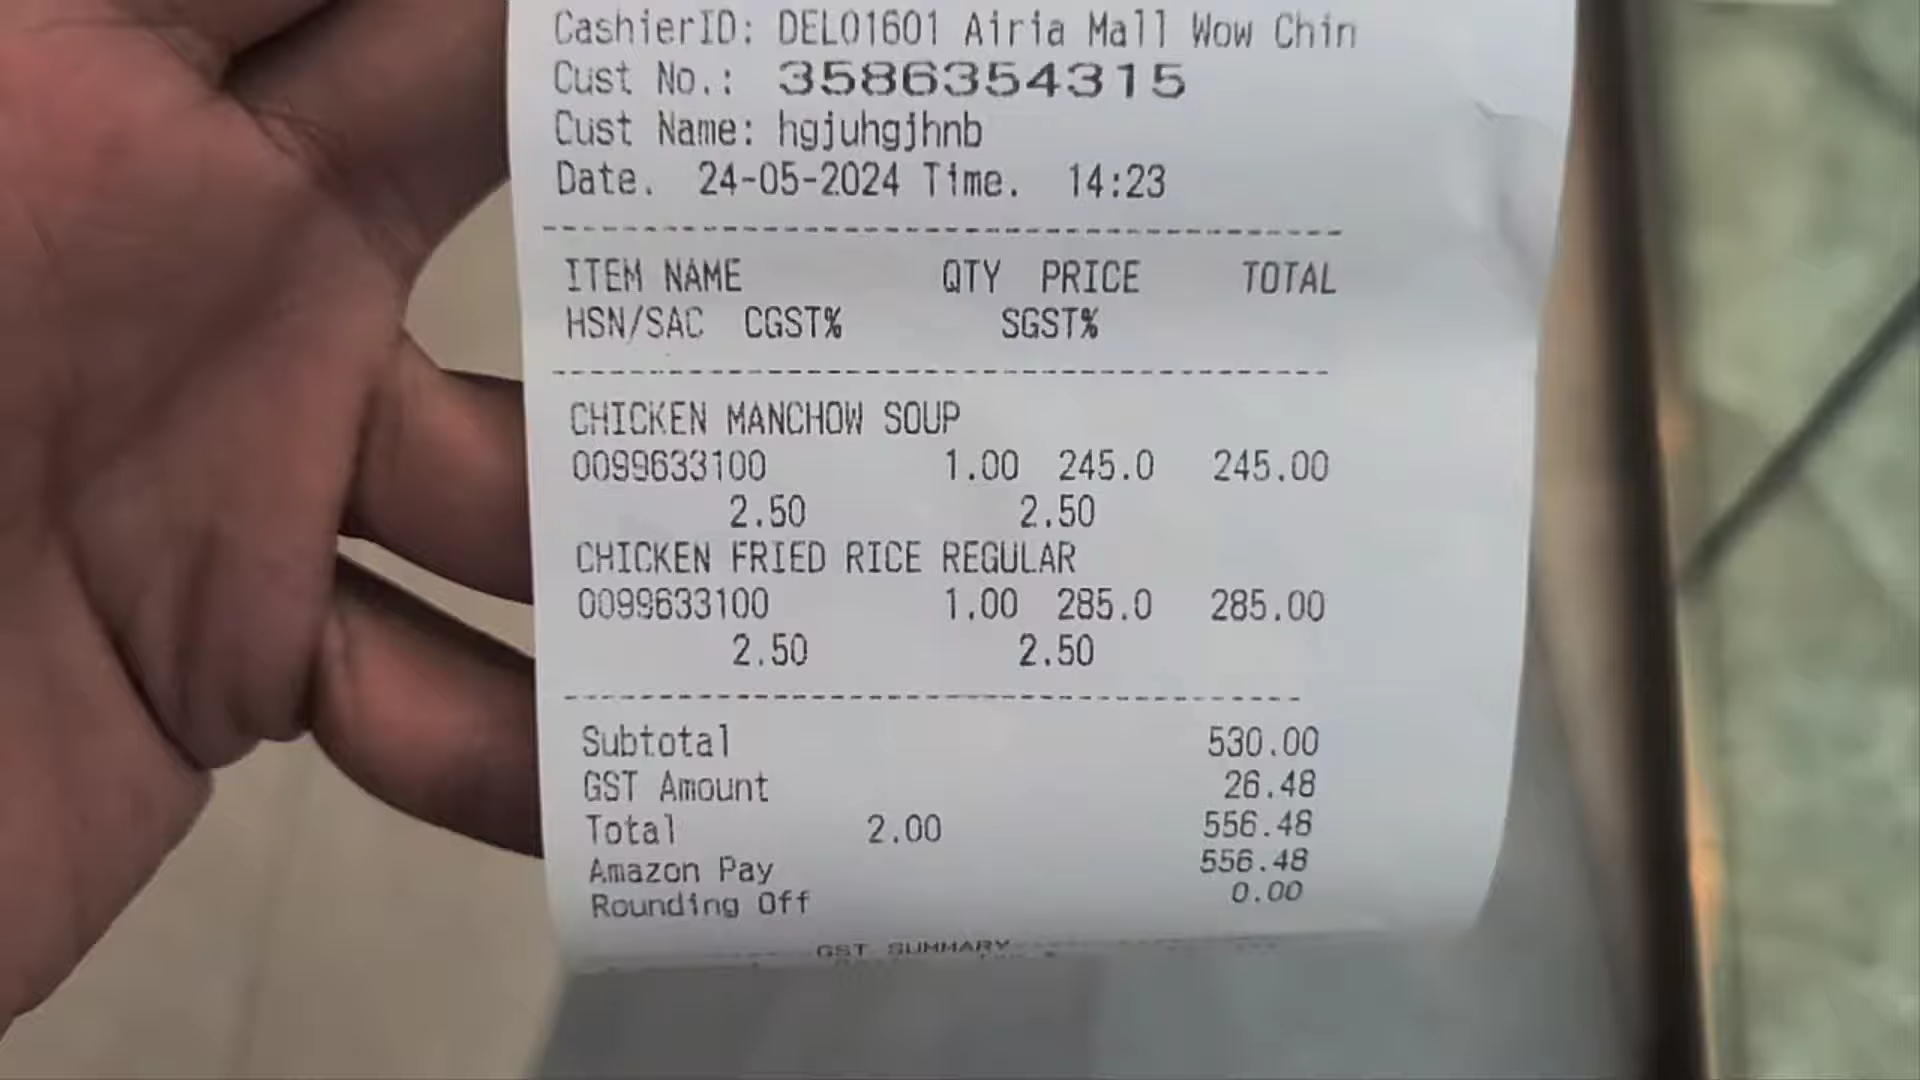 CashierID: DEL01601 Airia Mall Wow Chin
Cust No.: 3586354315
Cust Name: hgjuhgjhnb
Date. 24-05-2024 Time. 14:23
ITEM NAME QTY PRICE TOTAL
HSN/SAC CGST% SGST%
CHICKEN MANCHOW SOUP
0099633100 1.00 245.0 245.00
2.50 2.50
CHICKEN FRIED RICE REGULAR
0099633100 1.00 285.0 285.00
2.50 2.50
Subtotal 530.00
GST Amount 26.48
Total 2.00 556.48
Amazon Pay 556.48
Rounding Off 0.00
GST SUMMARY